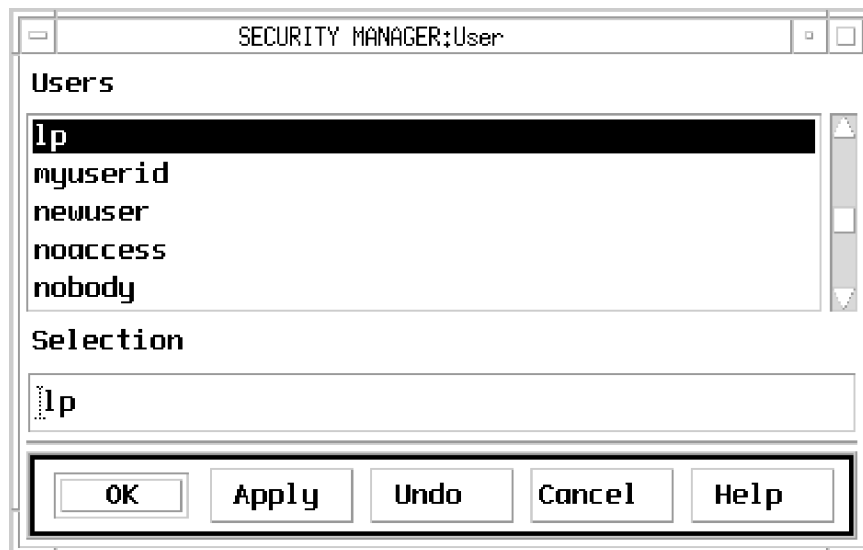 SECURITY MANAGER:User
Users
lp
myuserid
newuser
noaccess
nobody
Selection
lp
OK Apply Undo Cancel Help